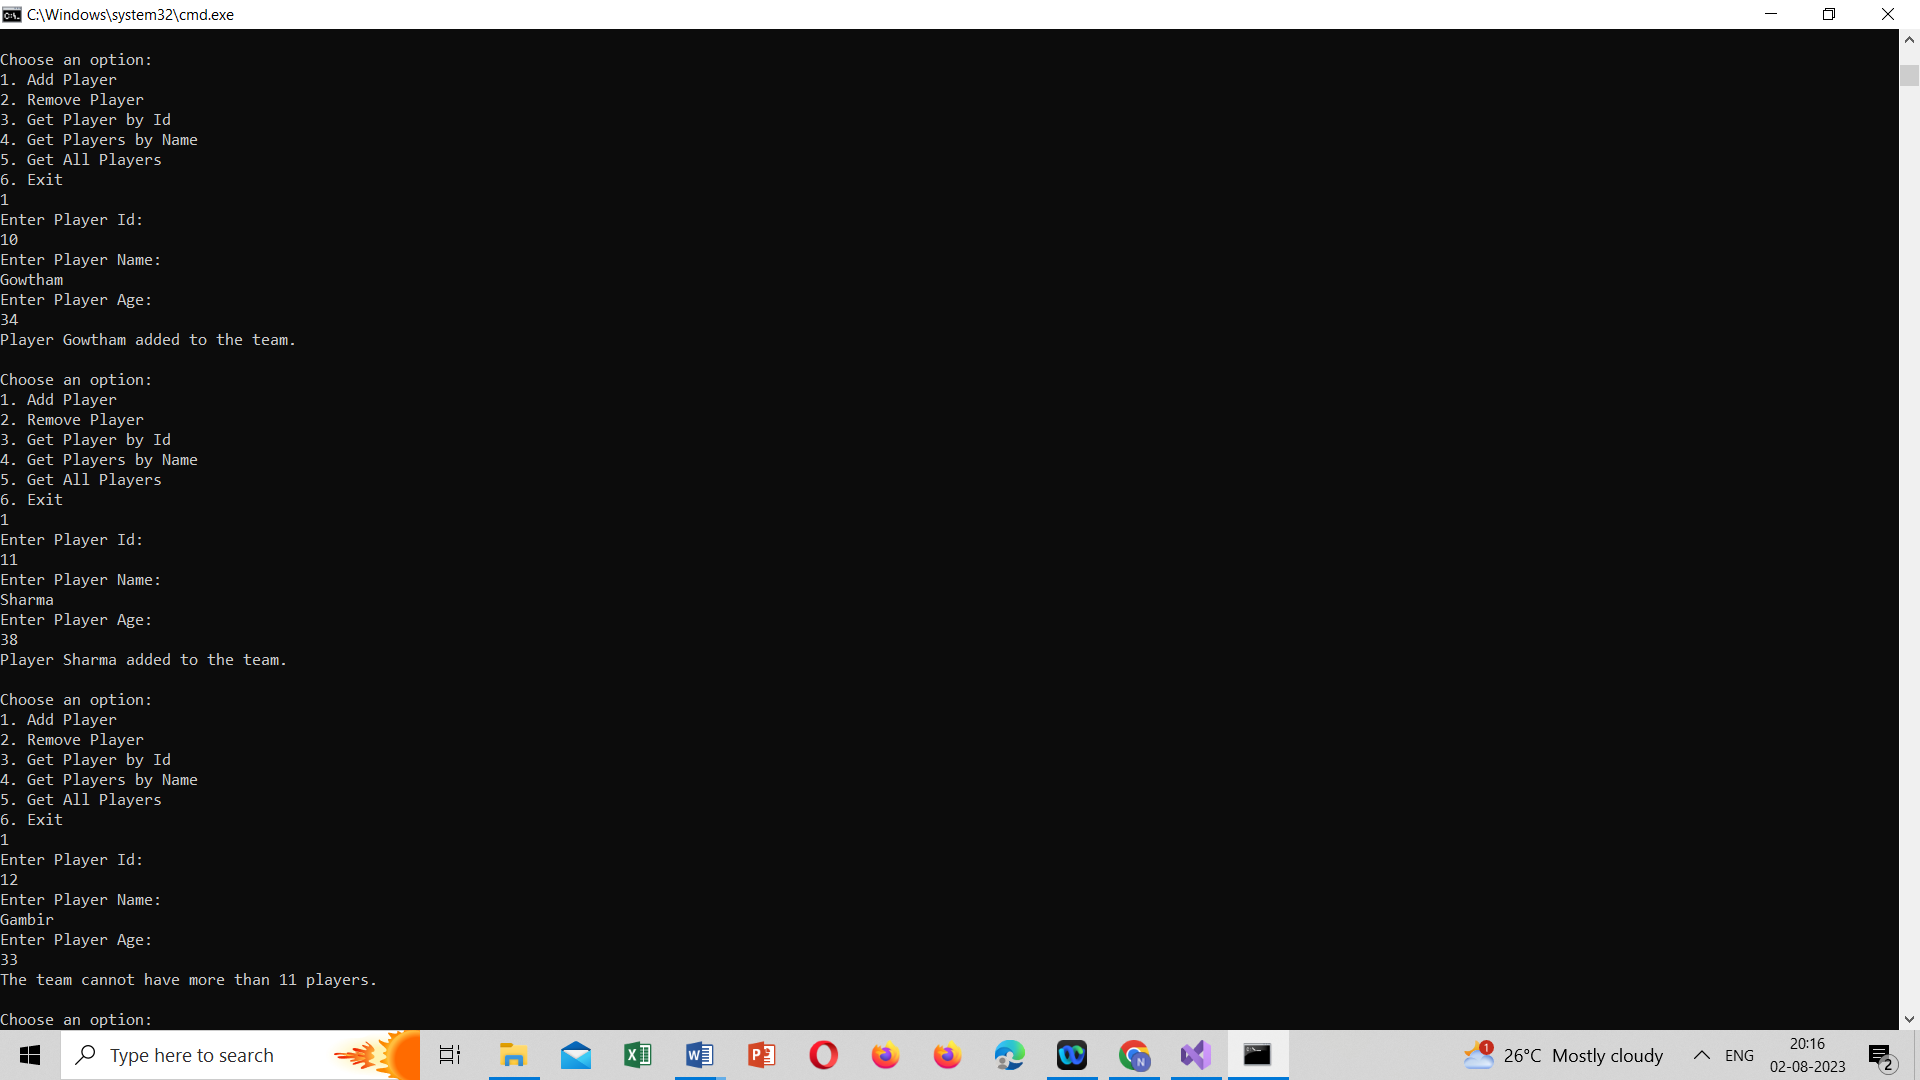 C:\Windows\system32\cmd.exe
Choose an option:
1. Add Player
2. Remove Player
3. Get Player by Id
4. Get Players by Name
5. Get All Players
6. Exit
1
Enter Player Id:
10
Enter Player Name:
Gowtham
Enter Player Age:
34
Player Gowtham added to the team.
Choose an option:
1. Add Player
2. Remove Player
3. Get Player by Id
4. Get Players by Name
5. Get All Players
6. Exit
1
Enter Player Id:
11
Enter Player Name:
Sharma
Enter Player Age:
38
Player Sharma added to the team.
Choose an option:
1. Add Player
2. Remove Player
3. Get Player by Id
4. Get Players by Name
5. Get All Players
6. Exit
1
Enter Player Id:
12
Enter Player Name:
Gambir
Enter Player Age:
33
The team cannot have more than 11 players.
Choose an option:
Type here to search
1
26°C Mostly cloudy
ENG
20:16
02-08-2023
2